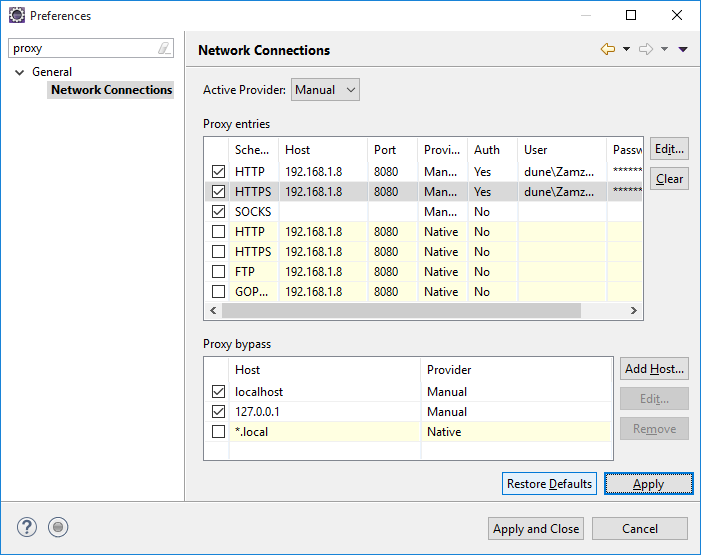 Preferences
proxy
General
Network Connections
Network Connections
Active Provider: Manual
Proxy entries
Sche... Host Port Provi... Auth User Passw
HTTP 192.168.1.8 8080 Man... Yes dune\Zamz... ******
HTTPS 192.168.1.8 8080 Man... Yes dune\Zamz... ******
SOCKS Man... No
HTTP 192.168.1.8 8080 Native No
HTTPS 192.168.1.8 8080 Native No
FTP 192.168.1.8 8080 Native No
GOP... 192.168.1.8 8080 Native No
Edit...
Clear
Proxy bypass
Host Provider
localhost Manual
127.0.0.1 Manual
*.local Native
Add Host...
Edit...
Remove
Restore Defaults Apply
? Apply and Close Cancel